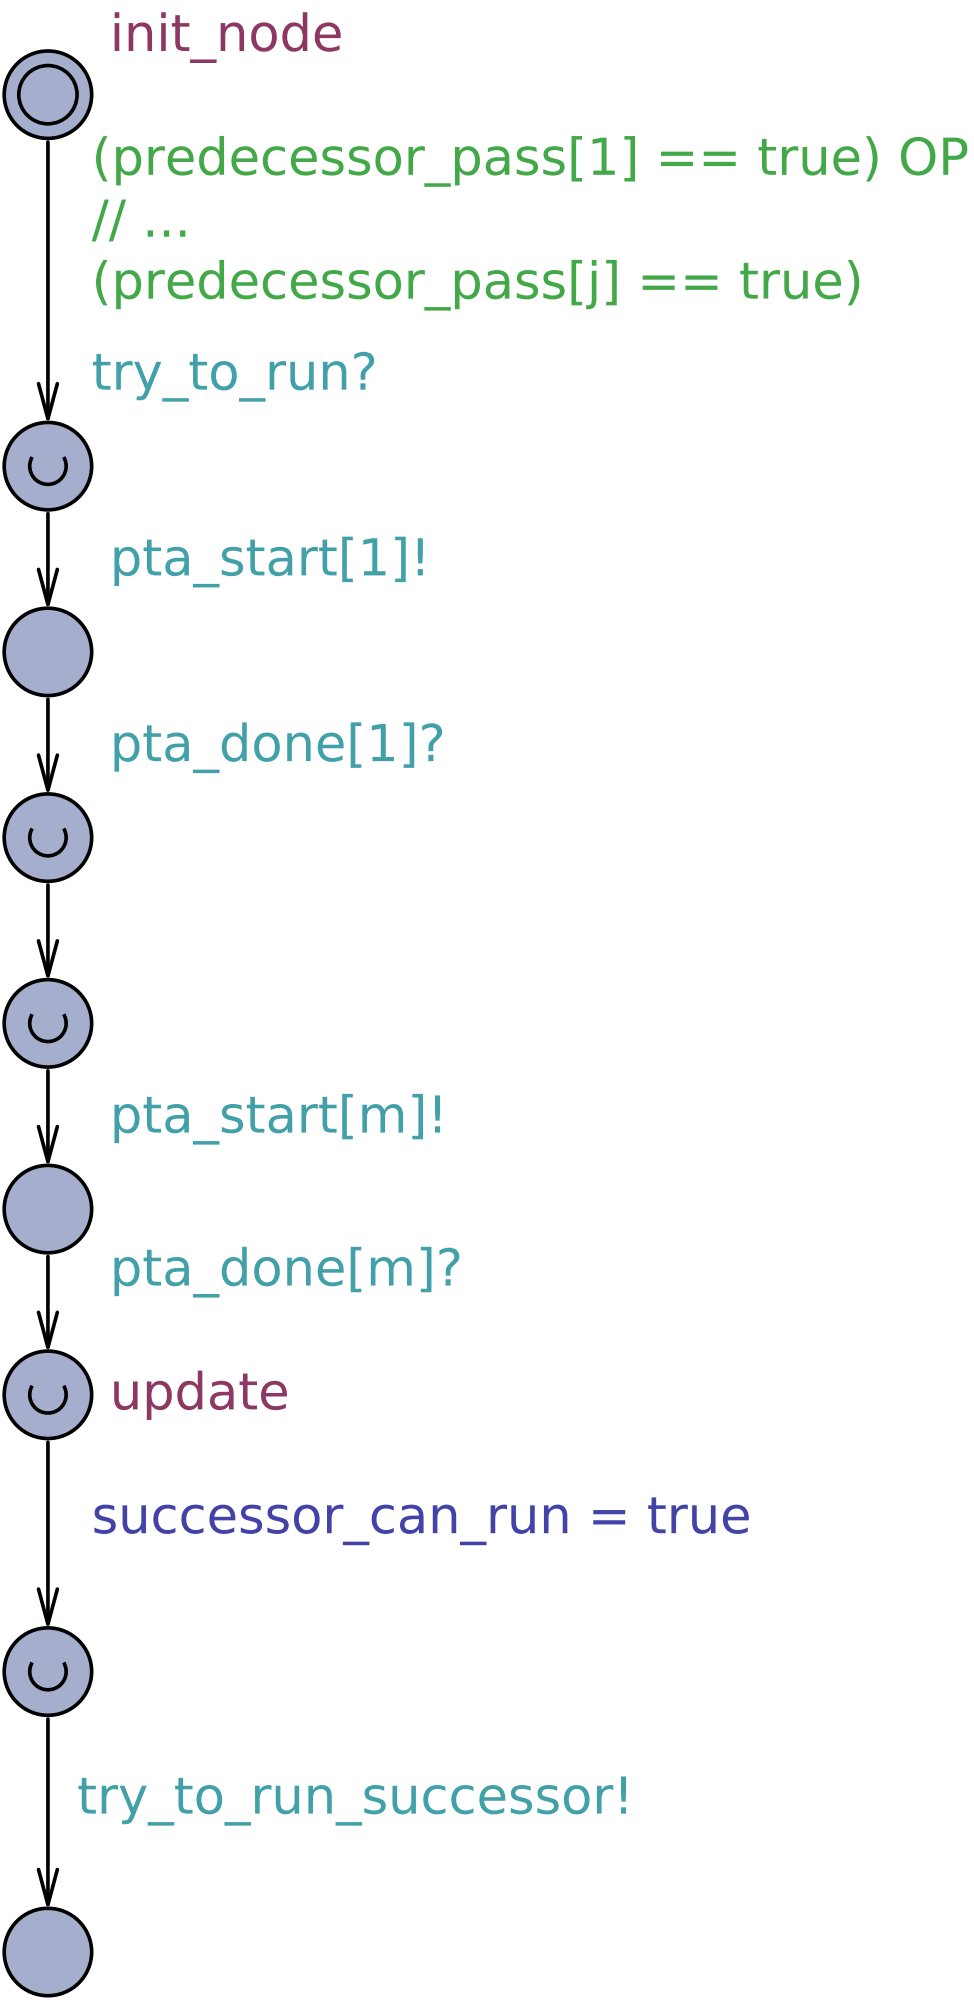 init_node
(predecessor_pass[1] == true) OP
// ...
(predecessor_pass[j] == true)
try_to_run?
pta_start[1]!
pta_done[1]?
pta_start[m]!
pta_done[m]?
update
successor_can_run = true
try_to_run_successor!